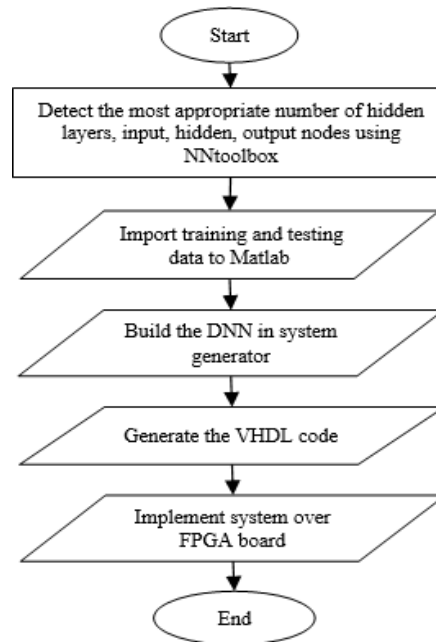 Start
Detect the most appropriate number of hidden
layers, input, hidden, output nodes using
NNtoolbox
Import training and testing
data to Matlab
Build the DNN in system
generator
Generate the VHDL code
Implement system over
FPGA board
End